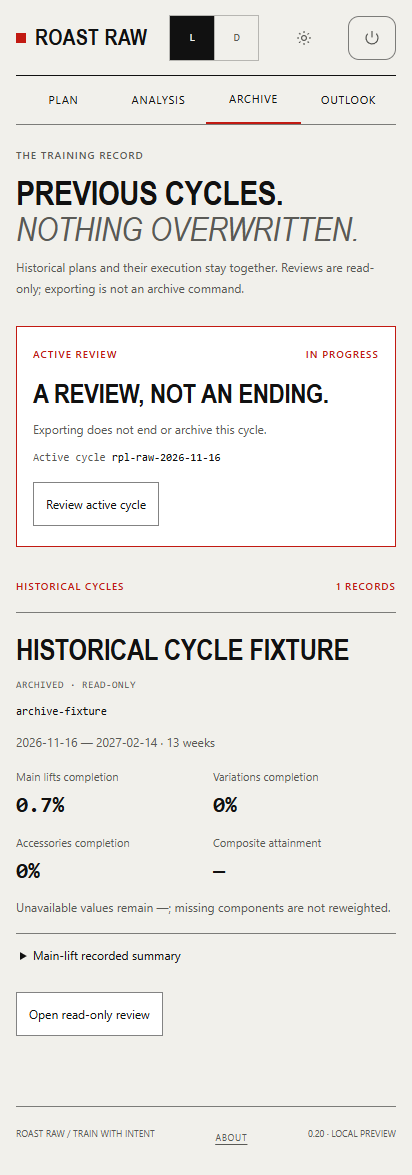 ROAST RAW
L
D
PLAN
ANALYSIS
ARCHIVE
OUTLOOK
THE TRAINING RECORD
PREVIOUS CYCLES.
NOTHING OVERWRITTEN.
Historical plans and their execution stay together. Reviews are read-
only; exporting is not an archive command.
ACTIVE REVIEW
IN PROGRESS
A REVIEW, NOT AN ENDING.
Exporting does not end or archive this cycle.
Active cycle rpl-raw-2026-11-16
Review active cycle
HISTORICAL CYCLES
1 RECORDS
HISTORICAL CYCLE FIXTURE
ARCHIVED · READ-ONLY
archive-fixture
2026-11-16 — 2027-02-14 · 13 weeks
Main lifts completion
Variations completion
0.7%
0%
Accessories completion
Composite attainment
0%
—
Unavailable values remain —; missing components are not reweighted.
Main-lift recorded summary
Open read-only review
ROAST RAW / TRAIN WITH INTENT
ABOUT
0.20 · LOCAL PREVIEW